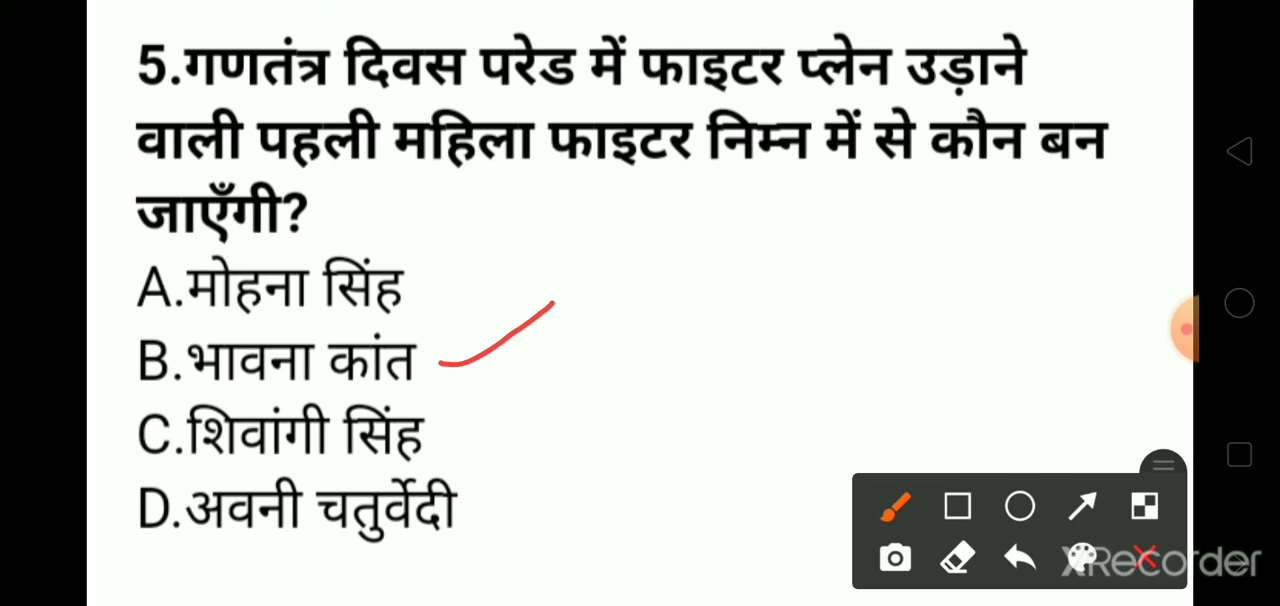 5.गणतंत्र दिवस परेड में फाइटर प्लेन उड़ाने
वाली पहली महिला फाइटर निम्न में से कौन बन
जाएँगी?
A.मोहना सिंह
B.भावना कांत
C.शिवांगी सिंह
D.अवनी चतुर्वेदी
XRecorder